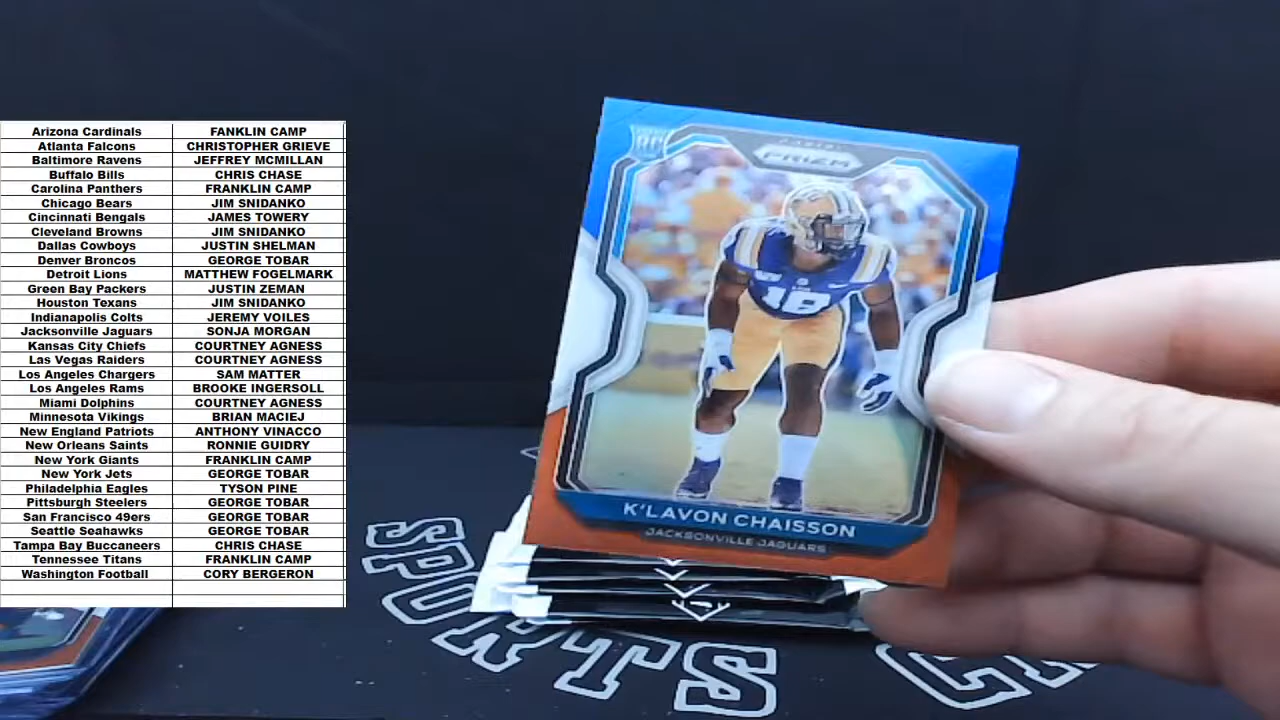 Arizona Cardinals FANKLIN CAMP
Atlanta Falcons CHRISTOPHER GRIEVE
Baltimore Ravens JEFFREY MCMILLAN
Buffalo Bills CHRIS CHASE
Carolina Panthers FRANKLIN CAMP
Chicago Bears JIM SNIDANKO
Cincinnati Bengals JAMES TOWERY
Cleveland Browns JIM SNIDANKO
Dallas Cowboys JUSTIN SHELMAN
Denver Broncos GEORGE TOBAR
Detroit Lions MATTHEW FOGELMARK
Green Bay Packers JUSTIN ZEMAN
Houston Texans JIM SNIDANKO
Indianapolis Colts JEREMY VOILES
Jacksonville Jaguars SONJA MORGAN
Kansas City Chiefs COURTNEY AGNESS
Las Vegas Raiders COURTNEY AGNESS
Los Angeles Chargers SAM MATTER
Los Angeles Rams BROOKE INGERSOLL
Miami Dolphins COURTNEY AGNESS
Minnesota Vikings BRIAN MACIEJ
New England Patriots ANTHONY VINACCO
New Orleans Saints RONNIE GUIDRY
New York Giants FRANKLIN CAMP
New York Jets GEORGE TOBAR
Philadelphia Eagles TYSON PINE
Pittsburgh Steelers GEORGE TOBAR
San Francisco 49ers GEORGE TOBAR
Seattle Seahawks GEORGE TOBAR
Tampa Bay Buccaneers CHRIS CHASE
Tennessee Titans FRANKLIN CAMP
Washington Football CORY BERGERON
PANINI
PRIZM
RC
18
K'LAVON CHAISSON
JACKSONVILLE JAGUARS
SPORTS